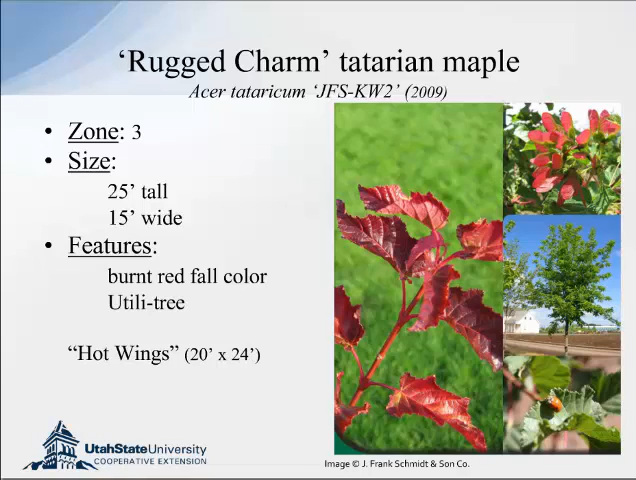 ‘Rugged Charm’ tatarian maple
Acer tataricum ‘JFS-KW2’ (2009)
• Zone: 3
• Size:
25’ tall
15’ wide
• Features:
burnt red fall color
Utili-tree
“Hot Wings” (20’ x 24’)
UtahStateUniversity
COOPERATIVE EXTENSION
Image © J. Frank Schmidt & Son Co.